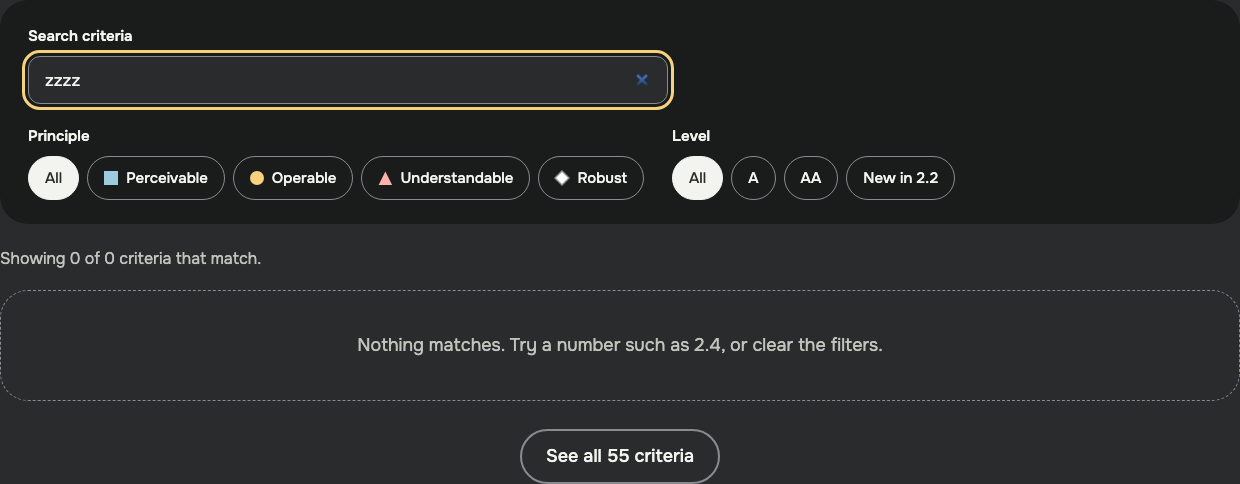 Search criteria
zzzz
Principle
Level
All
Perceivable
Operable
Understandable
Robust
All
A
AA
New in 2.2
Showing 0 of 0 criteria that match.
Nothing matches. Try a number such as 2.4, or clear the filters.
See all 55 criteria